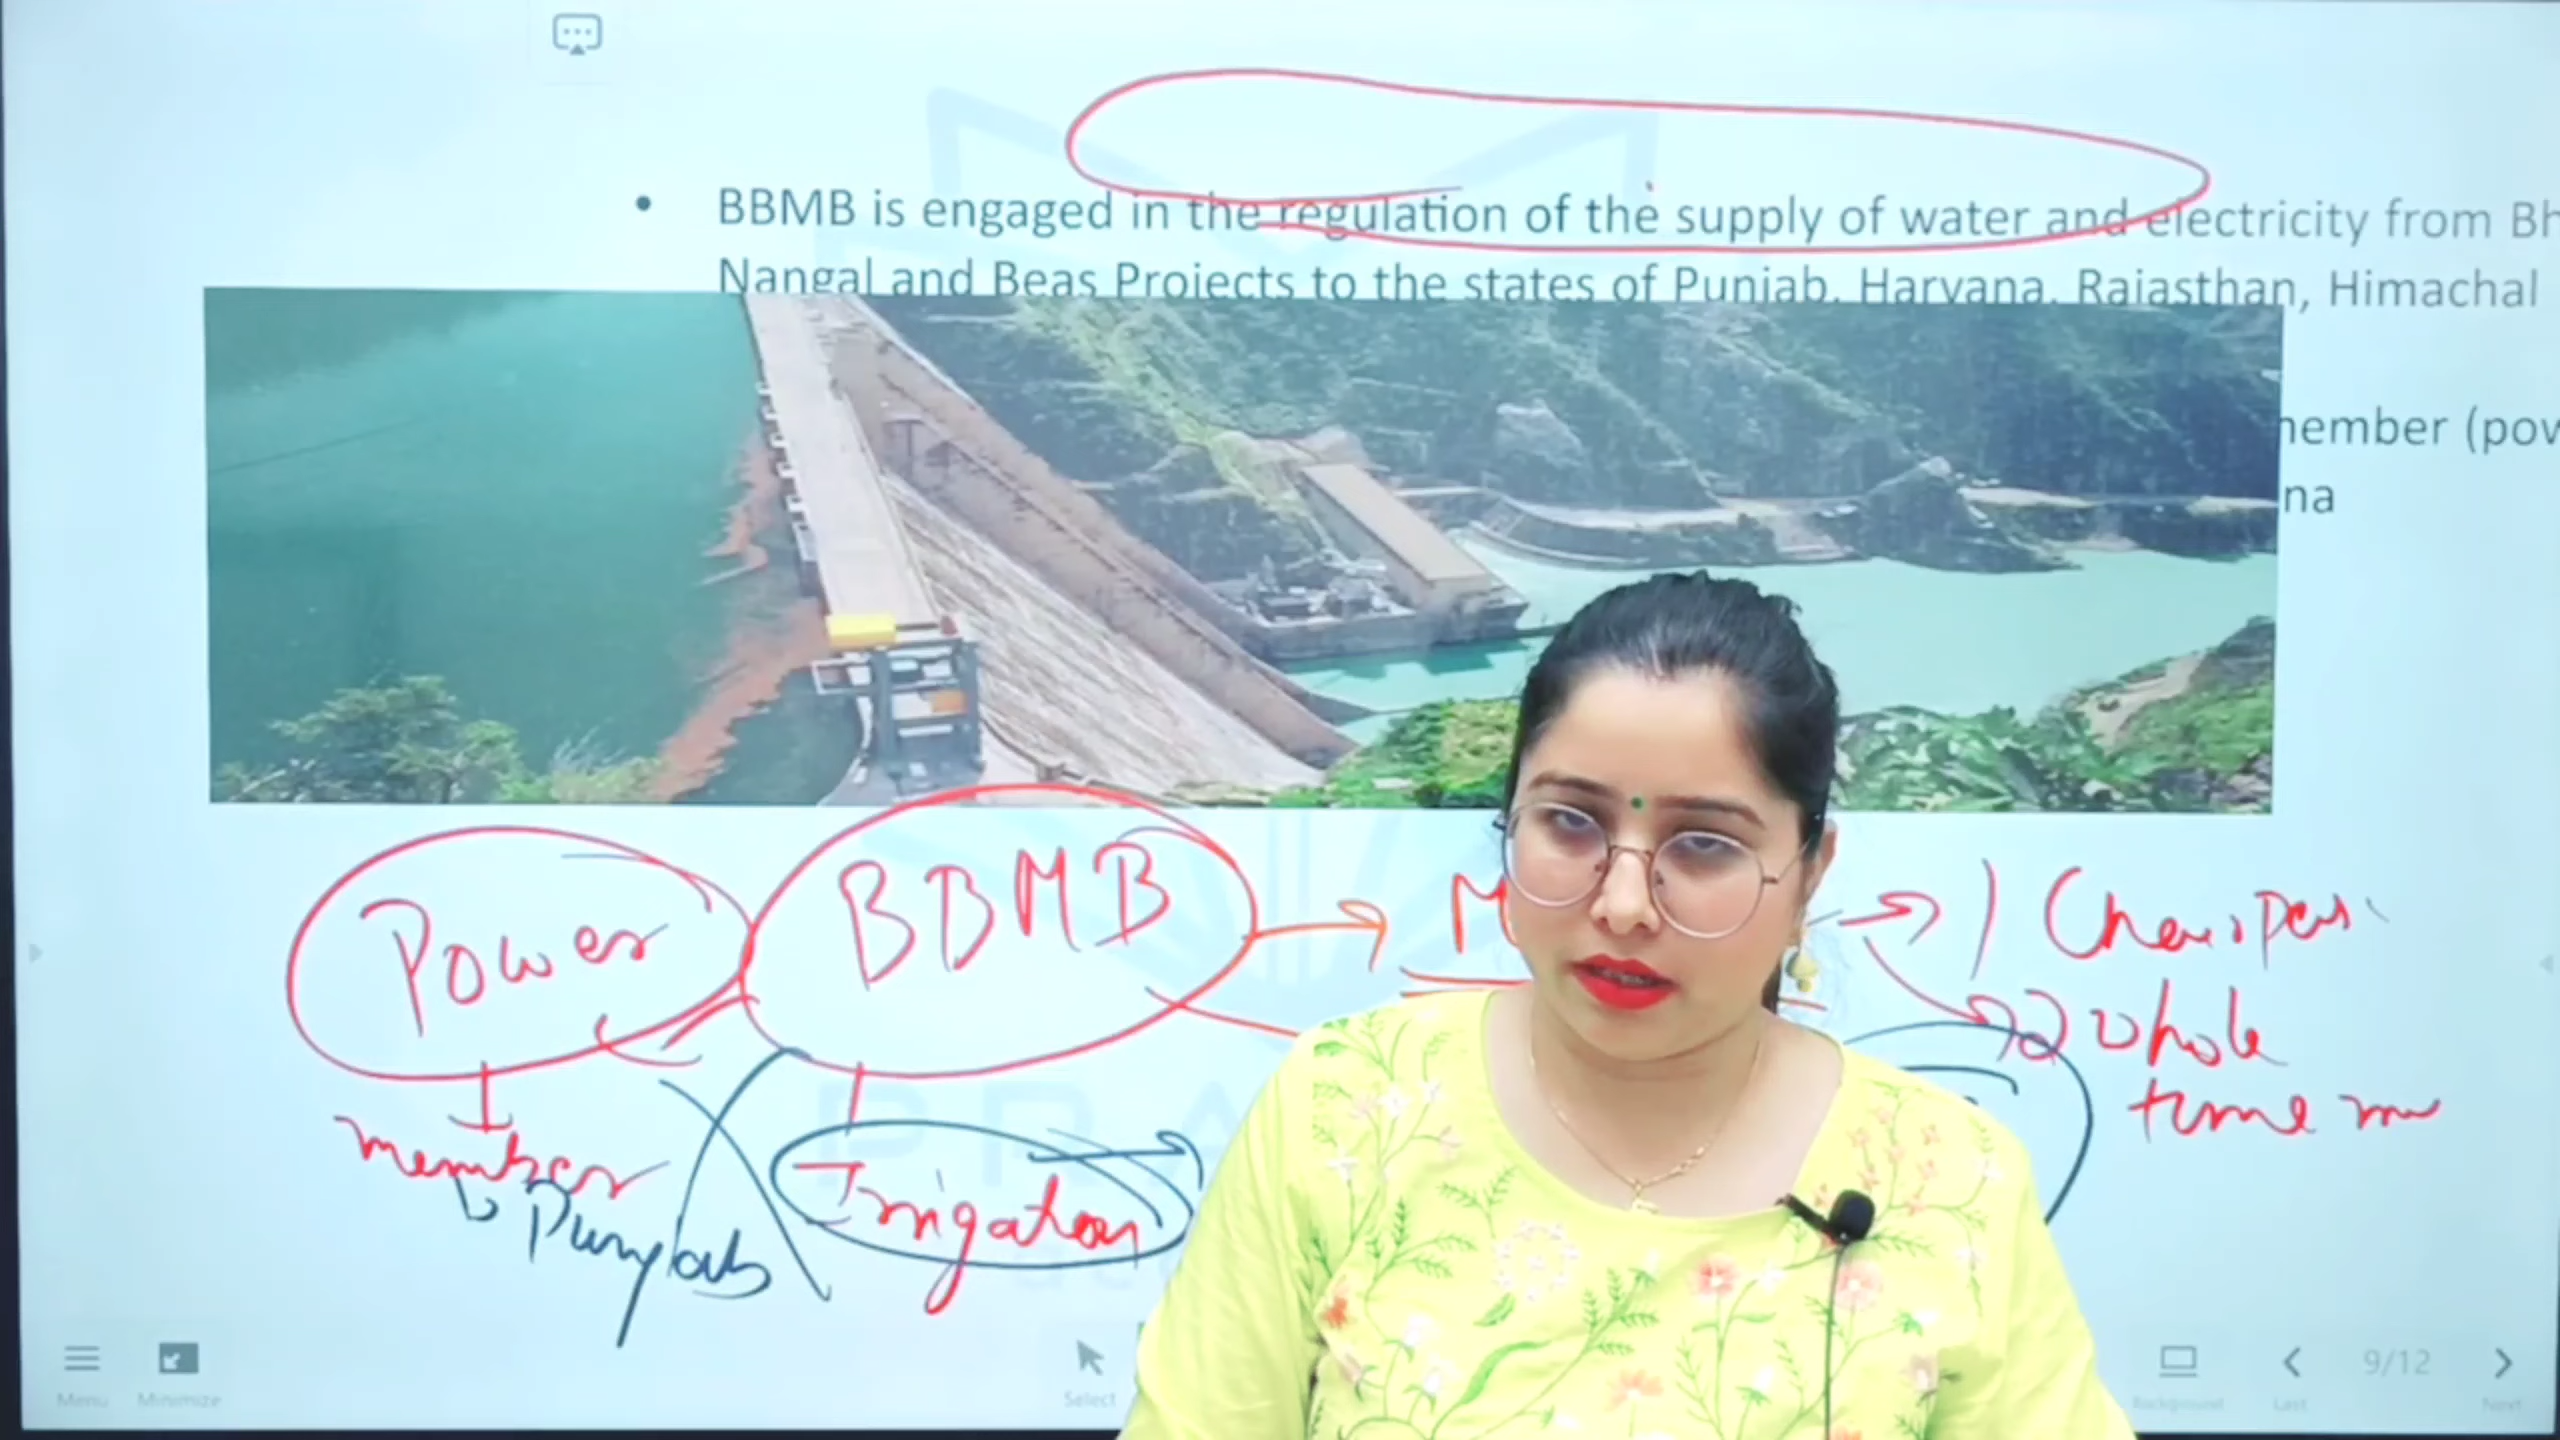 • BBMB is engaged in the regulation of the supply of water and electricity from Bh
Nangal and Beas Projects to the states of Punjab, Haryana, Rajasthan, Himachal
member (pow
na
Power
BBMB
M
1 Chairpers
2 whole
time m
member
Punjab
Irrigation
Menu
Minimize
Select
Background
Last
9/12
Next